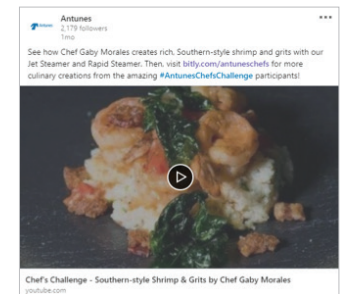 Antunes
2,179 followers
1mo
See how Chef Gaby Morales creates rich, Southern-style shrimp and grits with our
Jet Steamer and Rapid Steamer. Then, visit bitly.com/antuneschefs for more
culinary creations from the amazing #AntunesChefsChallenge participants!
Chef's Challenge - Southern-style Shrimp & Grits by Chef Gaby Morales
youtube.com